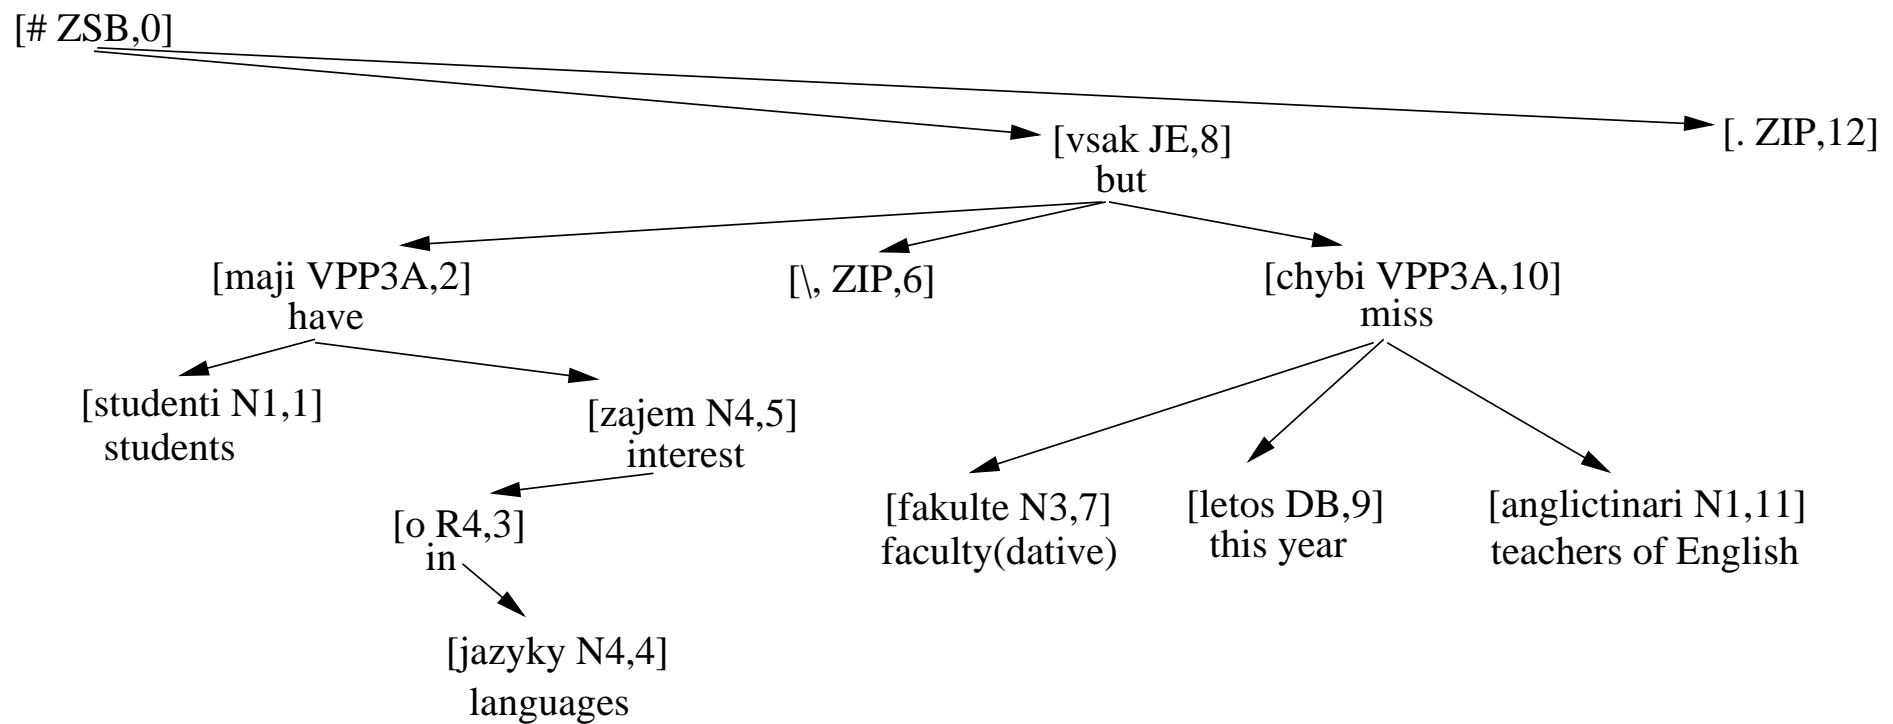 [# ZSB,0]
[vsak JE,8]
but
[. ZIP,12]
[maji VPP3A,2]
have
[\, ZIP,6]
[chybi VPP3A,10]
miss
[studenti N1,1]
students
[zajem N4,5]
interest
[o R4,3]
in
[jazyky N4,4]
languages
[fakulte N3,7]
faculty(dative)
[letos DB,9]
this year
[anglictinari N1,11]
teachers of English